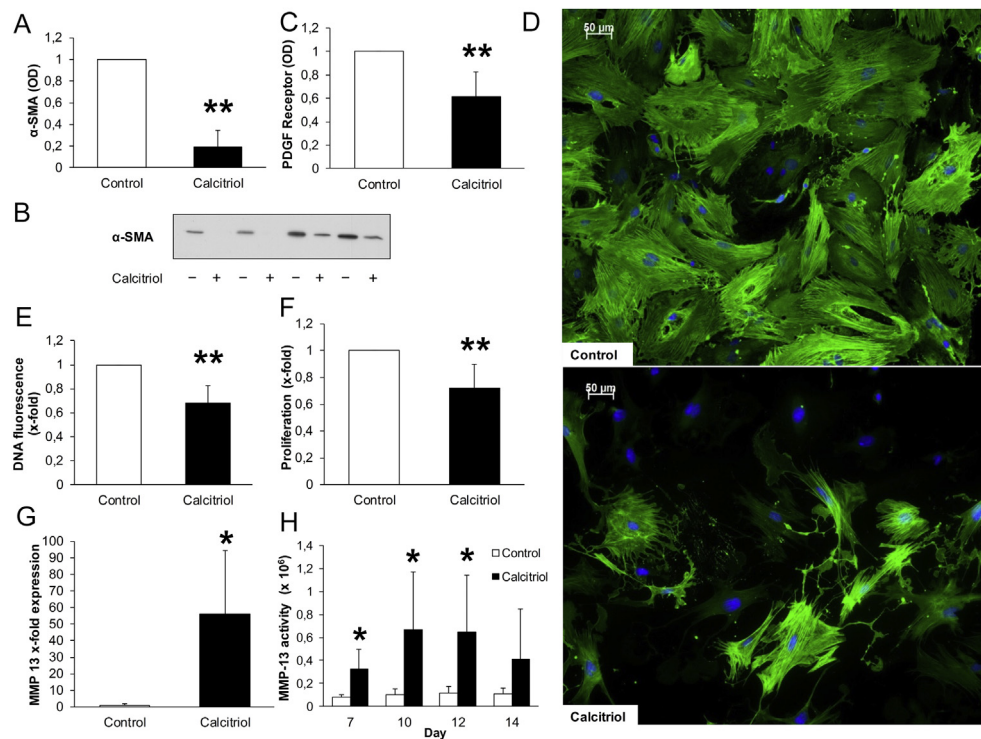 A
α-SMA (OD)
1,2
1
0,8
0,6
0,4
0,2
0
**
Control
Calcitriol
C
PDGF Receptor (OD)
1,2
1
0,8
0,6
0,4
0,2
0
**
Control
Calcitriol
B
α-SMA
Calcitriol
– + – + – + – +
D
50 µm
Control
50 µm
Calcitriol
E
DNA fluorescence
(x-fold)
1,2
1
0,8
0,6
0,4
0,2
0
**
Control
Calcitriol
F
Proliferation (x-fold)
1,2
1
0,8
0,6
0,4
0,2
0
**
Control
Calcitriol
G
MMP 13 x-fold expression
100
90
80
70
60
50
40
30
20
10
0
*
Control
Calcitriol
H
MMP-13 activity (x 10⁶)
1,4
1,2
1
0,8
0,6
0,4
0,2
0
* * *
Control
Calcitriol
7 10 12 14
Day